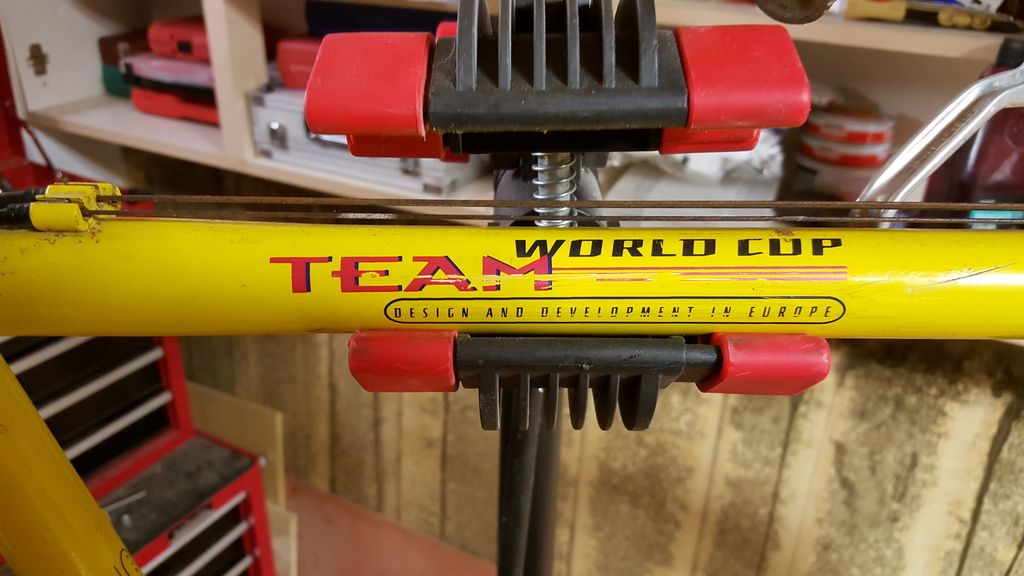 WORLD CUP
TEAM
DESIGN AND DEVELOPMENT IN EUROPE